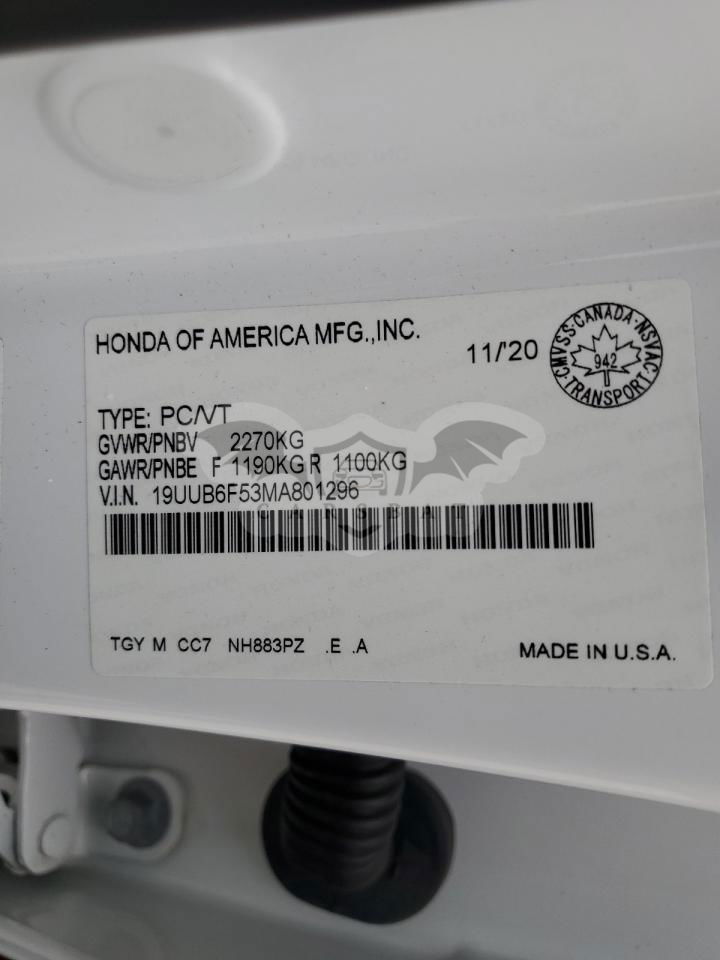 HONDA OF AMERICA MFG.,INC.
11/'20
CMVSS·CANADA·NSVAC·TRANSPORT·
942
TYPE: PC/VT
GVWR/PNBV 2270KG
GAWR/PNBE F 1190KG R 1100KG
V.I.N. 19UUB6F53MA801296
CARSBAT
TGY M CC7 NH883PZ .E .A
MADE IN U.S.A.